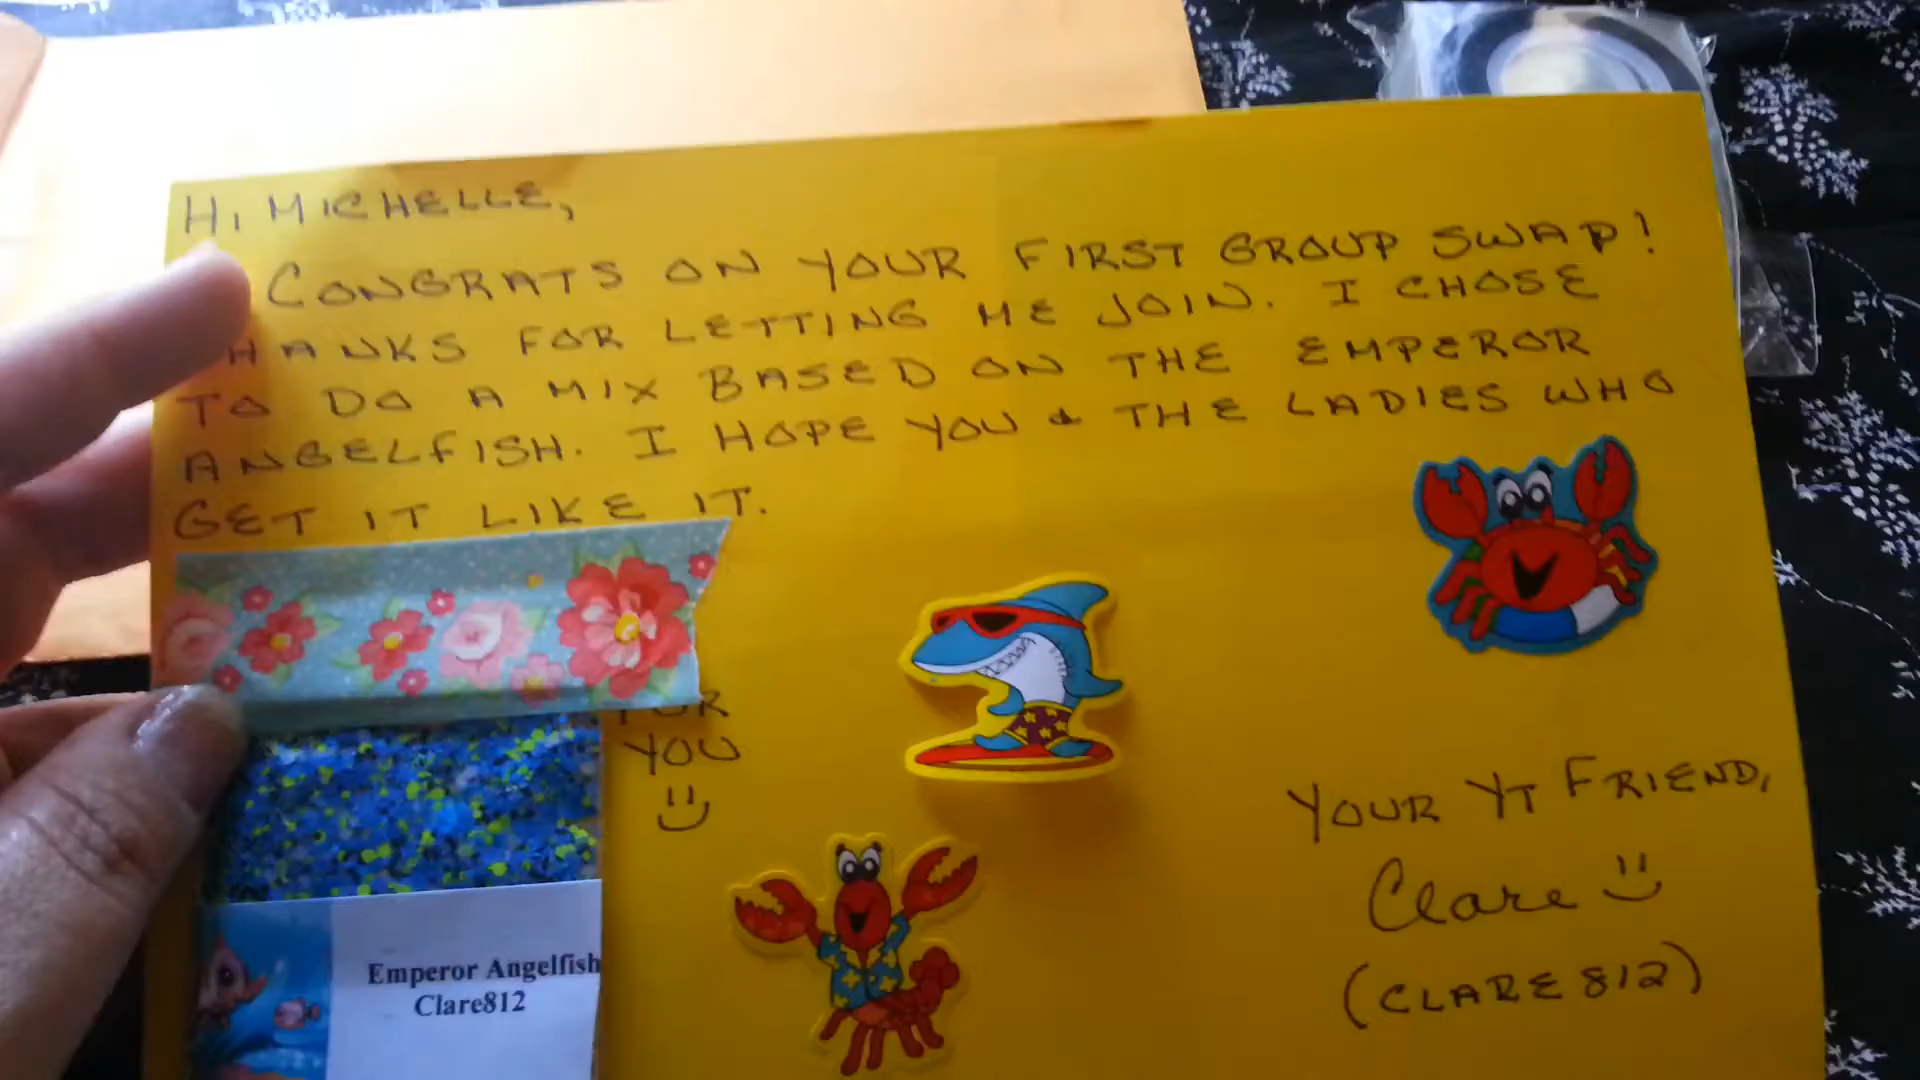 HI MICHELLE,
CONGRATS ON YOUR FIRST GROUP SWAP!
HANKS FOR LETTING ME JOIN. I CHOSE
TO DO A MIX BASED ON THE EMPEROR
ANGELFISH. I HOPE YOU & THE LADIES WHO
GET IT LIKE IT.
FOR
YOU
YOUR YT FRIEND,
Clare
(CLARE812)
Emperor Angelfish
Clare812